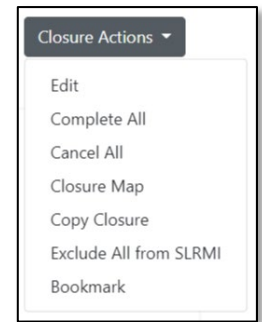 Closure Actions
Edit
Complete All
Cancel All
Closure Map
Copy Closure
Exclude All from SLRMI
Bookmark